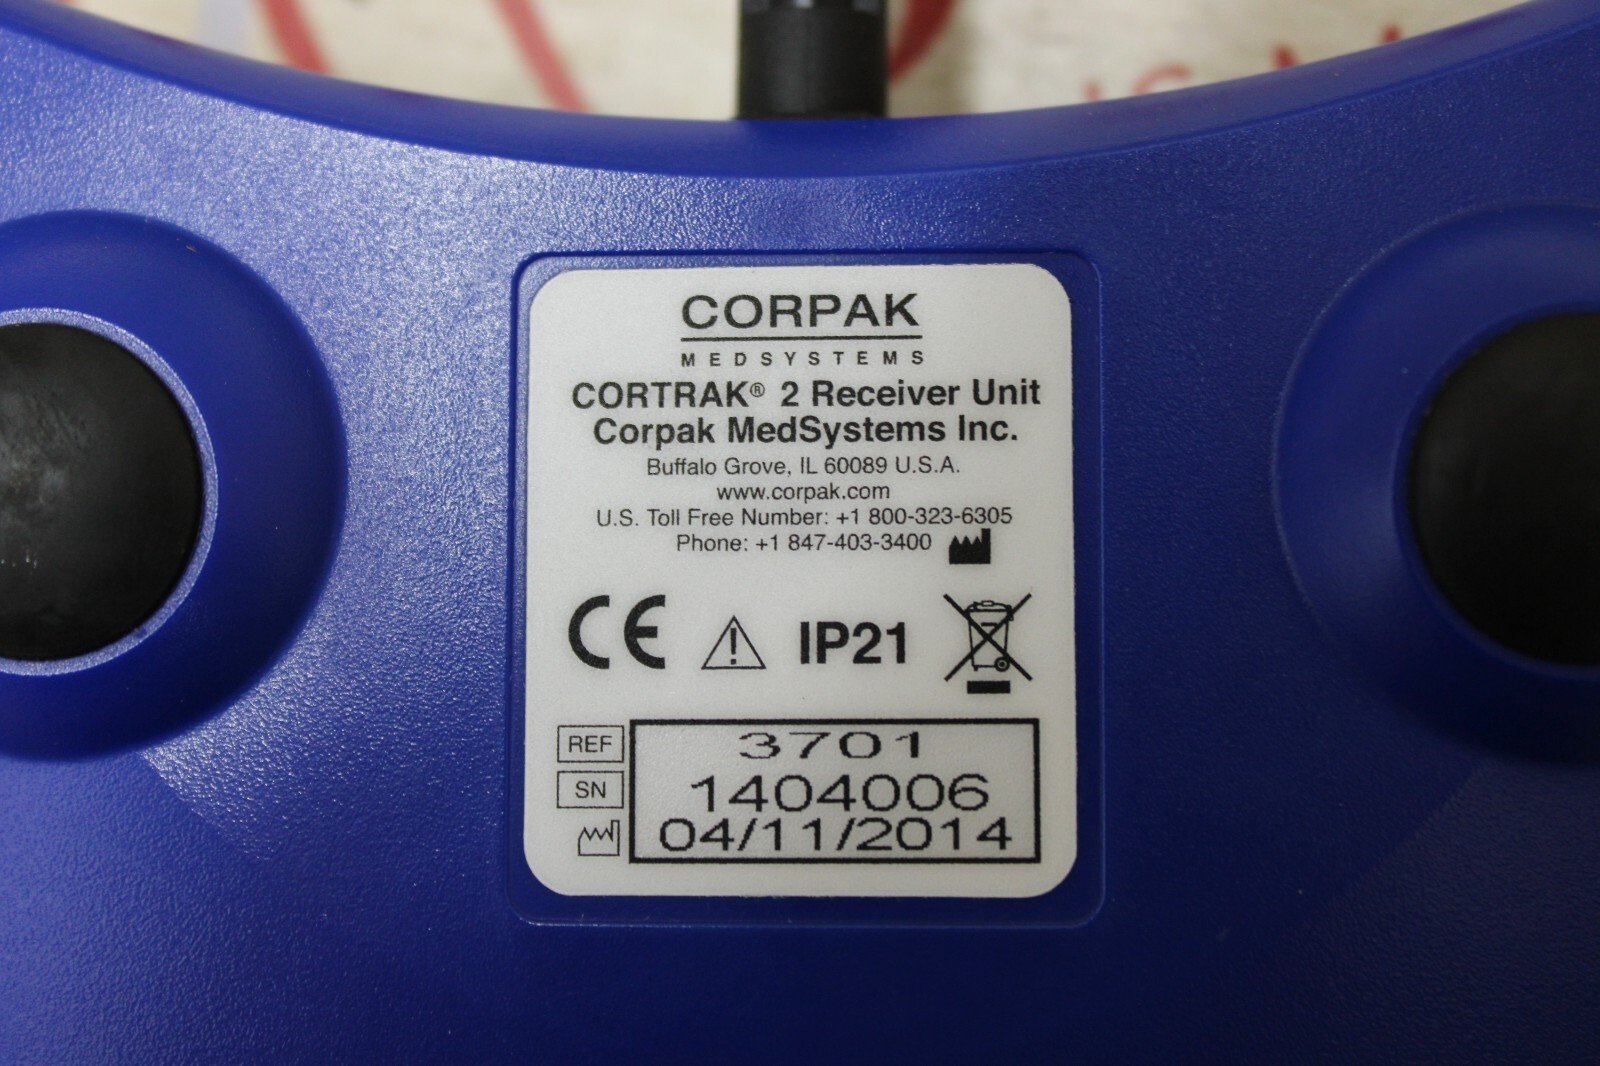 CORPAK
MEDSYSTEMS
CORTRAK® 2 Receiver Unit
Corpak MedSystems Inc.
Buffalo Grove, IL 60089 U.S.A.
www.corpak.com
U.S. Toll Free Number: +1 800-323-6305
Phone: +1 847-403-3400
CE IP21
REF 3701
SN 1404006
04/11/2014